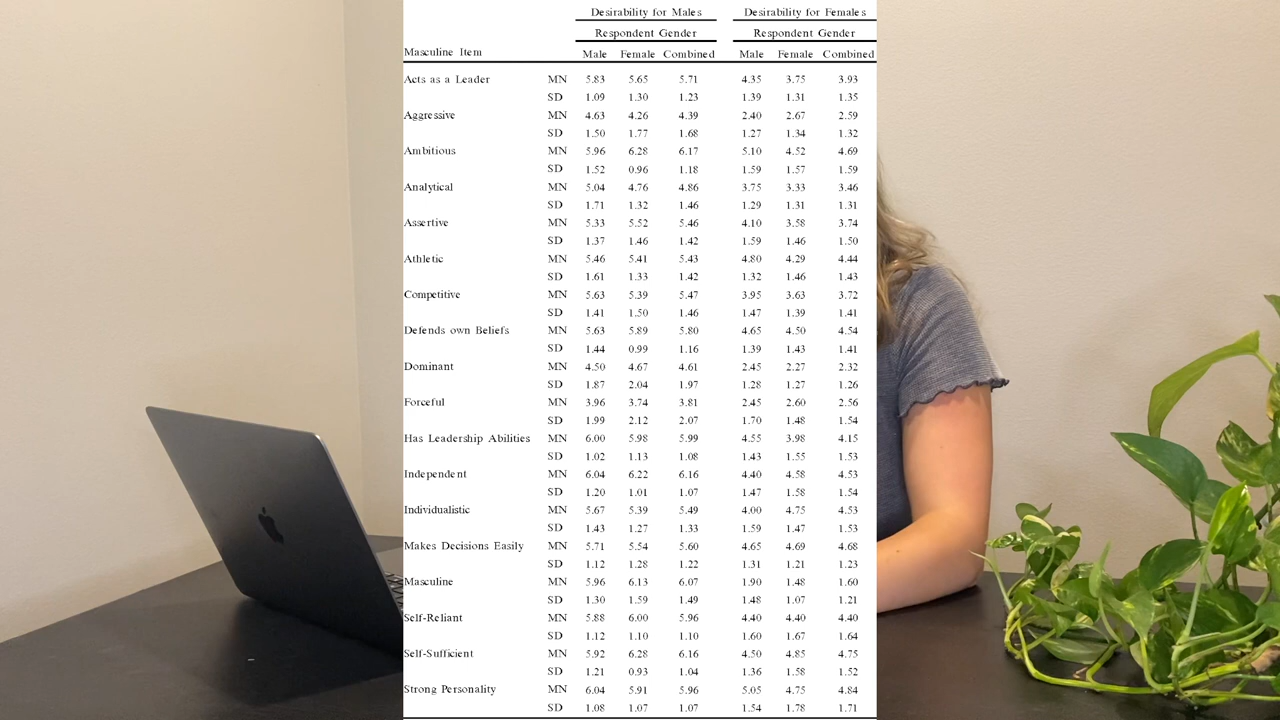 Desirability for Males Desirability for Females
Respondent Gender Respondent Gender
Masculine Item Male Female Combined Male Female Combined
Acts as a Leader MN 5.83 5.65 5.71 4.35 3.75 3.93
SD 1.09 1.30 1.23 1.39 1.31 1.35
Aggressive MN 4.63 4.26 4.39 2.40 2.67 2.59
SD 1.50 1.77 1.68 1.27 1.34 1.32
Ambitious MN 5.96 6.28 6.17 5.10 4.52 4.69
SD 1.52 0.96 1.18 1.59 1.57 1.59
Analytical MN 5.04 4.76 4.86 3.75 3.33 3.46
SD 1.71 1.32 1.46 1.29 1.31 1.31
Assertive MN 5.33 5.52 5.46 4.10 3.58 3.74
SD 1.37 1.46 1.42 1.59 1.46 1.50
Athletic MN 5.46 5.41 5.43 4.80 4.29 4.44
SD 1.61 1.33 1.42 1.32 1.46 1.43
Competitive MN 5.63 5.39 5.47 3.95 3.63 3.72
SD 1.41 1.50 1.46 1.47 1.39 1.41
Defends own Beliefs MN 5.63 5.89 5.80 4.65 4.50 4.54
SD 1.44 0.99 1.16 1.39 1.43 1.41
Dominant MN 4.50 4.67 4.61 2.45 2.27 2.32
SD 1.87 2.04 1.97 1.28 1.27 1.26
Forceful MN 3.96 3.74 3.81 2.45 2.60 2.56
SD 1.99 2.12 2.07 1.70 1.48 1.54
Has Leadership Abilities MN 6.00 5.98 5.99 4.55 3.98 4.15
SD 1.02 1.13 1.08 1.43 1.55 1.53
Independent MN 6.04 6.22 6.16 4.40 4.58 4.53
SD 1.20 1.01 1.07 1.47 1.58 1.54
Individualistic MN 5.67 5.39 5.49 4.00 4.75 4.53
SD 1.43 1.27 1.33 1.59 1.47 1.53
Makes Decisions Easily MN 5.71 5.54 5.60 4.65 4.69 4.68
SD 1.12 1.28 1.22 1.31 1.21 1.23
Masculine MN 5.96 6.13 6.07 1.90 1.48 1.60
SD 1.30 1.59 1.49 1.48 1.07 1.21
Self-Reliant MN 5.88 6.00 5.96 4.40 4.40 4.40
SD 1.12 1.10 1.10 1.60 1.67 1.64
Self-Sufficient MN 5.92 6.28 6.16 4.50 4.85 4.75
SD 1.21 0.93 1.04 1.36 1.58 1.52
Strong Personality MN 6.04 5.91 5.96 5.05 4.75 4.84
SD 1.08 1.07 1.07 1.54 1.78 1.71